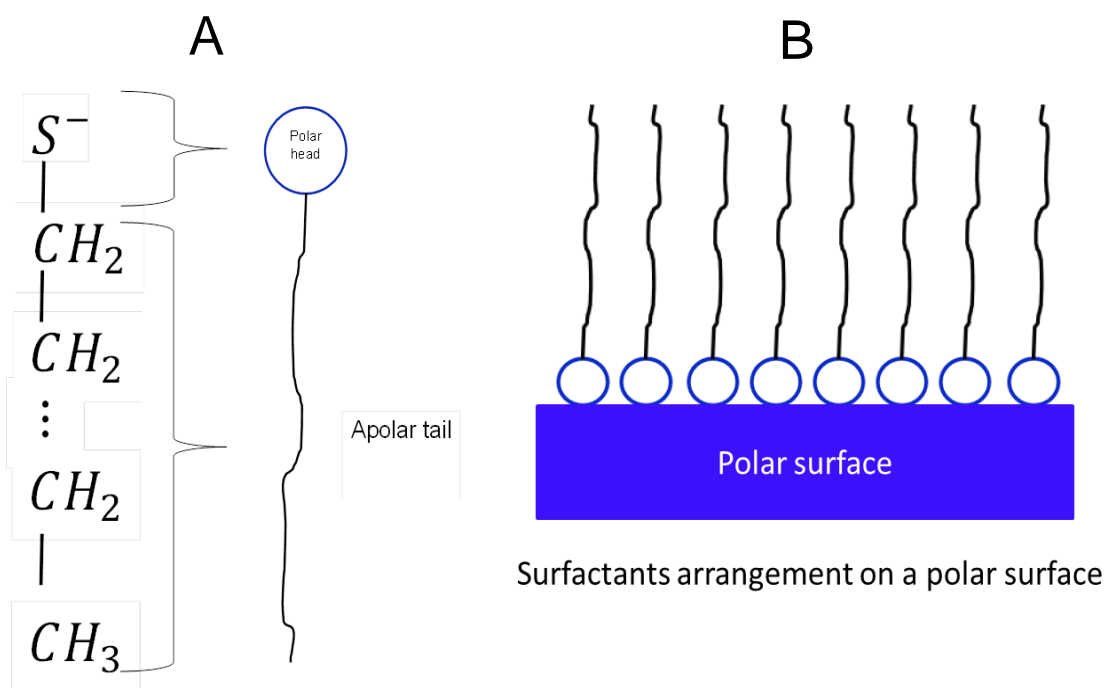 A
B
S⁻
CH₂
CH₂
⋮
CH₂
CH₃
Polar
head
Apolar tail
Polar surface
Surfactants arrangement on a polar surface